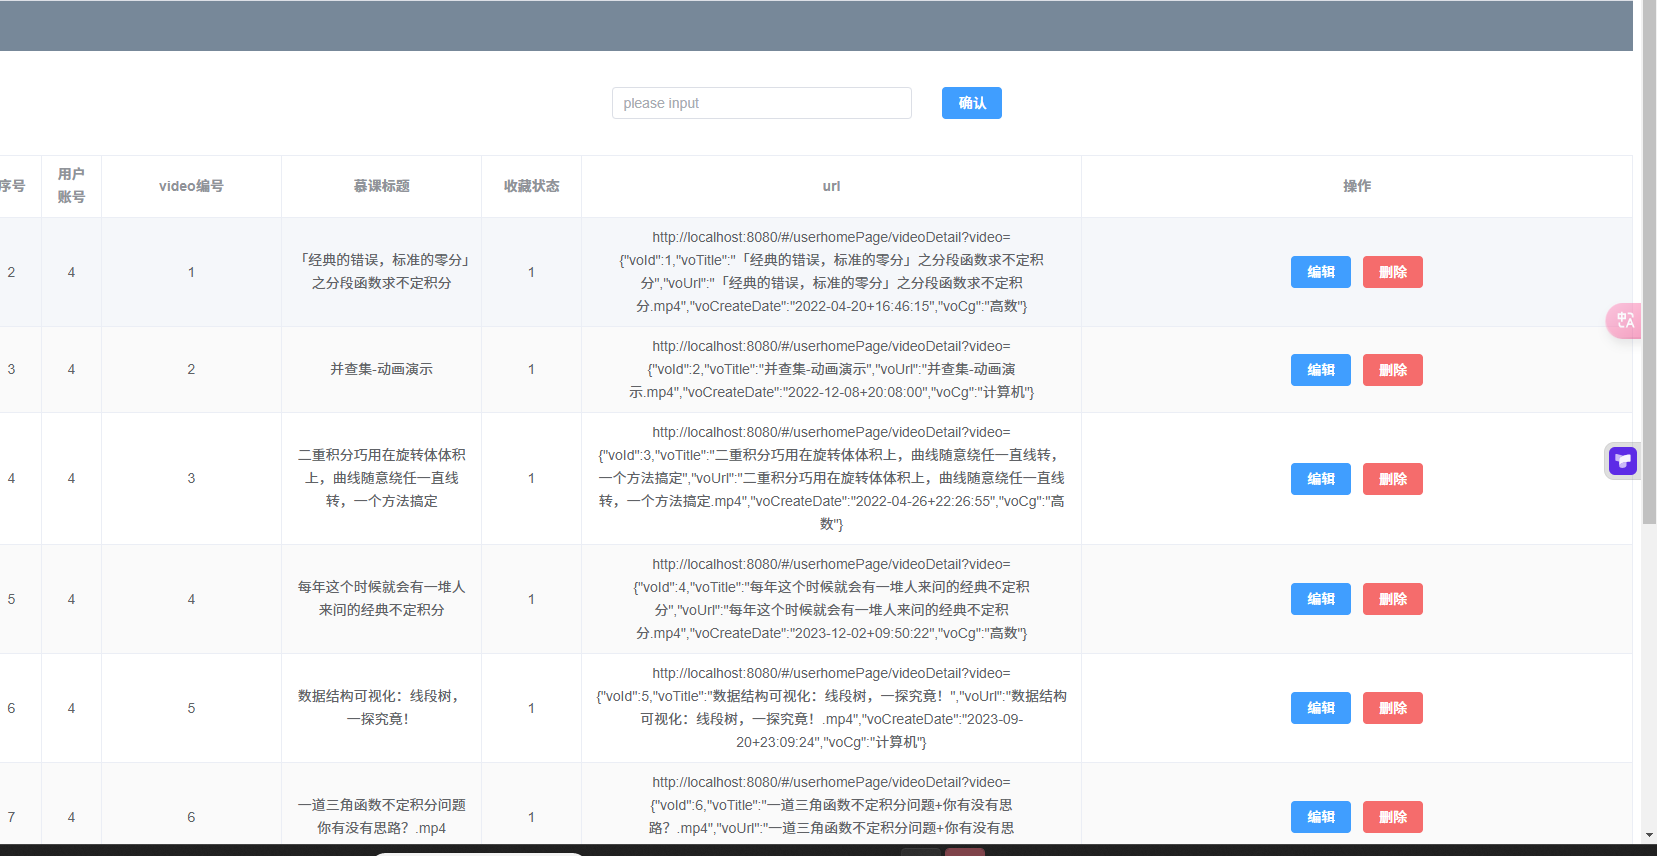 please input
确认
序号
用户
账号
video编号
慕课标题
收藏状态
url
操作
2
4
1
「经典的错误，标准的零分」
之分段函数求不定积分
1
http://localhost:8080/#/userhomePage/videoDetail?video=
{"voId":1,"voTitle":"「经典的错误，标准的零分」之分段函数求不定积
分","voUrl":"「经典的错误，标准的零分」之分段函数求不定积
分.mp4","voCreateDate":"2022-04-20+16:46:15","voCg":"高数"}
编辑
删除
3
4
2
并查集-动画演示
1
http://localhost:8080/#/userhomePage/videoDetail?video=
{"voId":2,"voTitle":"并查集-动画演示","voUrl":"并查集-动画演
示.mp4","voCreateDate":"2022-12-08+20:08:00","voCg":"计算机"}
编辑
删除
4
4
3
二重积分巧用在旋转体体积
上，曲线随意绕任一直线
转，一个方法搞定
1
http://localhost:8080/#/userhomePage/videoDetail?video=
{"voId":3,"voTitle":"二重积分巧用在旋转体体积上，曲线随意绕任一直线转，
一个方法搞定","voUrl":"二重积分巧用在旋转体体积上，曲线随意绕任一直线
转，一个方法搞定.mp4","voCreateDate":"2022-04-26+22:26:55","voCg":"高
数"}
编辑
删除
5
4
4
每年这个时候就会有一堆人
来问的经典不定积分
1
http://localhost:8080/#/userhomePage/videoDetail?video=
{"voId":4,"voTitle":"每年这个时候就会有一堆人来问的经典不定积
分","voUrl":"每年这个时候就会有一堆人来问的经典不定积
分.mp4","voCreateDate":"2023-12-02+09:50:22","voCg":"高数"}
编辑
删除
6
4
5
数据结构可视化：线段树，
一探究竟！
1
http://localhost:8080/#/userhomePage/videoDetail?video=
{"voId":5,"voTitle":"数据结构可视化：线段树，一探究竟！","voUrl":"数据结构
可视化：线段树，一探究竟！.mp4","voCreateDate":"2023-09-
20+23:09:24","voCg":"计算机"}
编辑
删除
7
4
6
一道三角函数不定积分问题
你有没有思路？.mp4
1
http://localhost:8080/#/userhomePage/videoDetail?video=
{"voId":6,"voTitle":"一道三角函数不定积分问题+你有没有思
路？.mp4","voUrl":"一道三角函数不定积分问题+你有没有思
编辑
删除